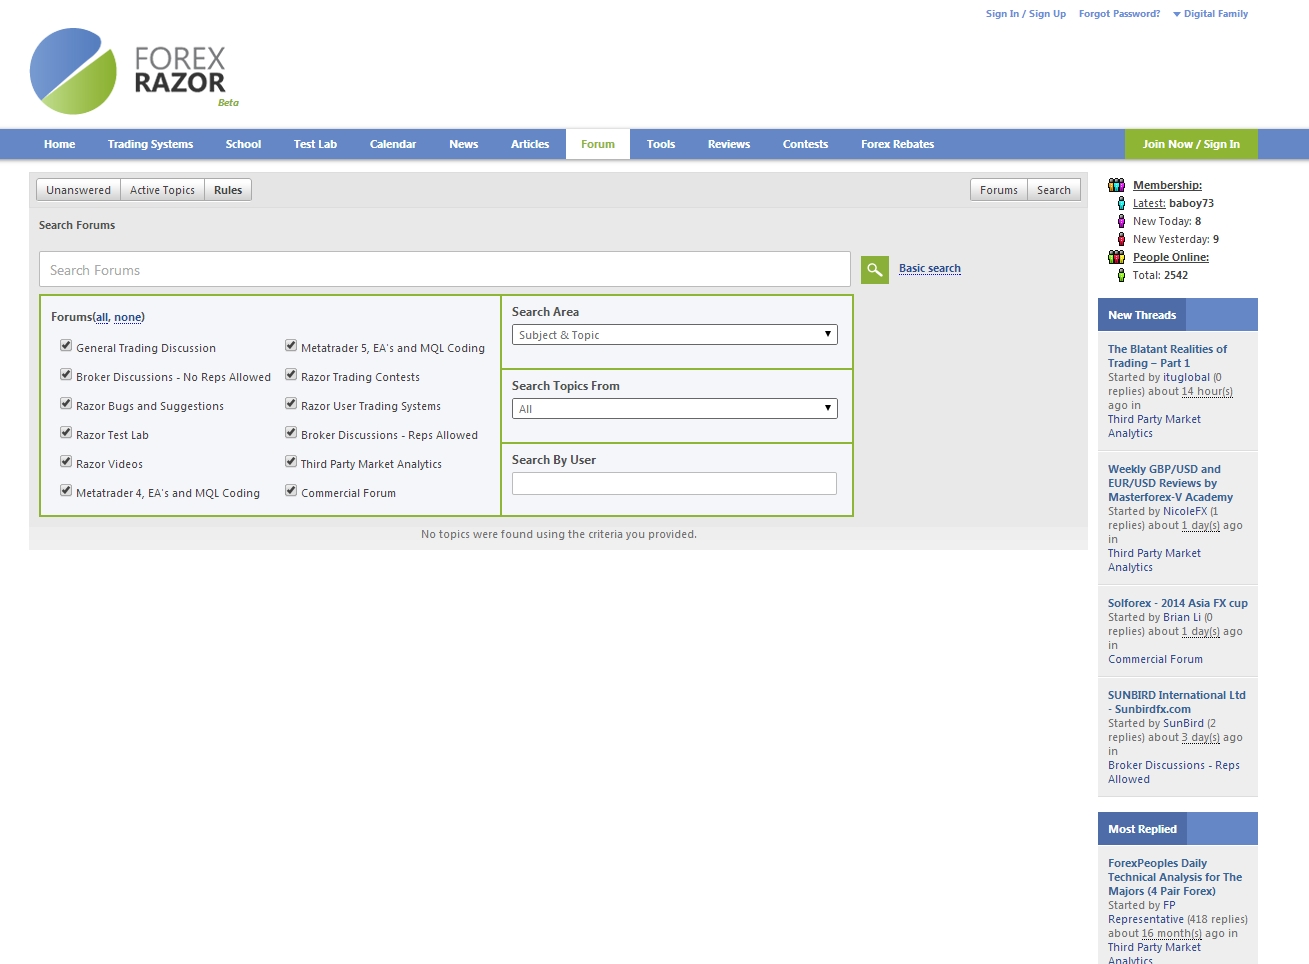 Sign In / Sign Up Forgot Password? Digital Family
FOREX
RAZOR
Beta
Home Trading Systems School Test Lab Calendar News Articles Forum Tools Reviews Contests Forex Rebates Join Now / Sign In
Unanswered Active Topics Rules Forums Search
Search Forums
Search Forums
Basic search
Forums(all, none)
General Trading Discussion Metatrader 5, EA's and MQL Coding
Broker Discussions - No Reps Allowed Razor Trading Contests
Razor Bugs and Suggestions Razor User Trading Systems
Razor Test Lab Broker Discussions - Reps Allowed
Razor Videos Third Party Market Analytics
Metatrader 4, EA's and MQL Coding Commercial Forum
Search Area
Subject & Topic
Search Topics From
All
Search By User
No topics were found using the criteria you provided.
Membership:
Latest: baboy73
New Today: 8
New Yesterday: 9
People Online:
Total: 2542
New Threads
The Blatant Realities of
Trading – Part 1
Started by ituglobal (0
replies) about 14 hour(s)
ago in
Third Party Market
Analytics
Weekly GBP/USD and
EUR/USD Reviews by
Masterforex-V Academy
Started by NicoleFX (1
replies) about 1 day(s) ago
in
Third Party Market
Analytics
Solforex - 2014 Asia FX cup
Started by Brian Li (0
replies) about 1 day(s) ago
in
Commercial Forum
SUNBIRD International Ltd
- Sunbirdfx.com
Started by SunBird (2
replies) about 3 day(s) ago
in
Broker Discussions - Reps
Allowed
Most Replied
ForexPeoples Daily
Technical Analysis for The
Majors (4 Pair Forex)
Started by FP
Representative (418 replies)
about 16 month(s) ago in
Third Party Market
Analytics